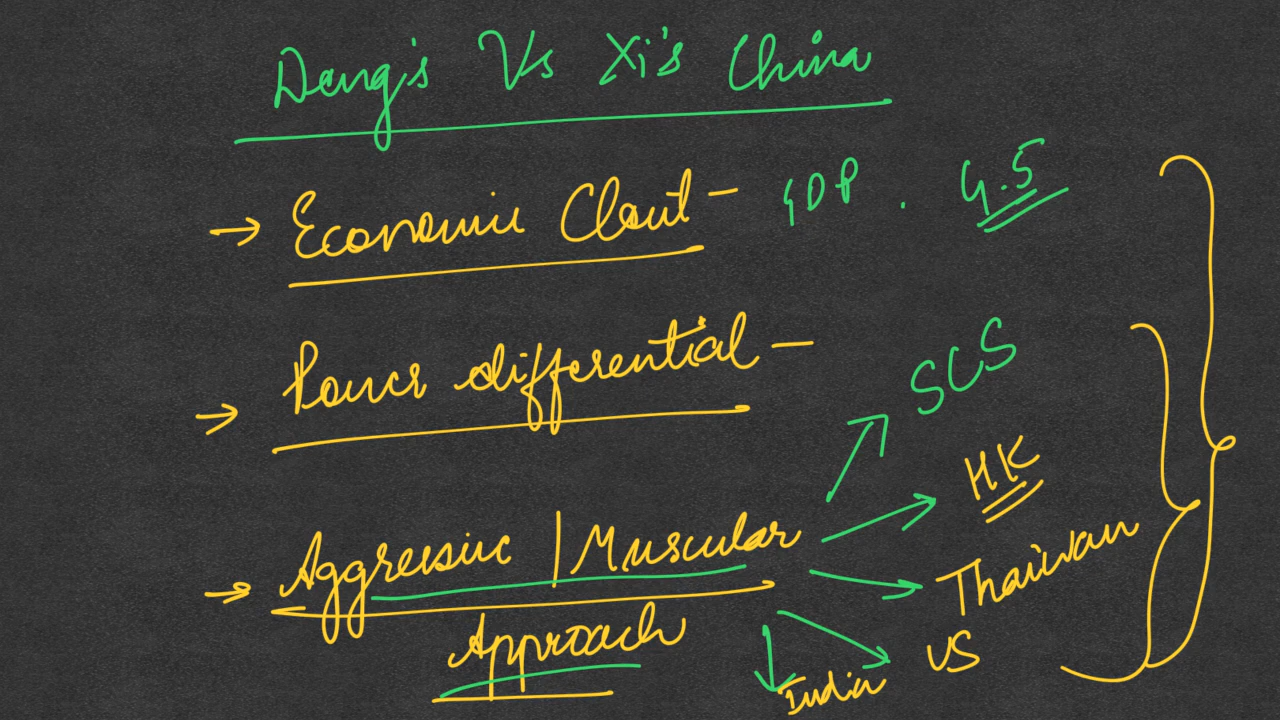 Deng's Vs Xi's China
→ Economic Clout – GDP . 4.5
→ Power differential –
→ Aggressive | Muscular
Approach
SCS
HK
Thaiwan
US
India